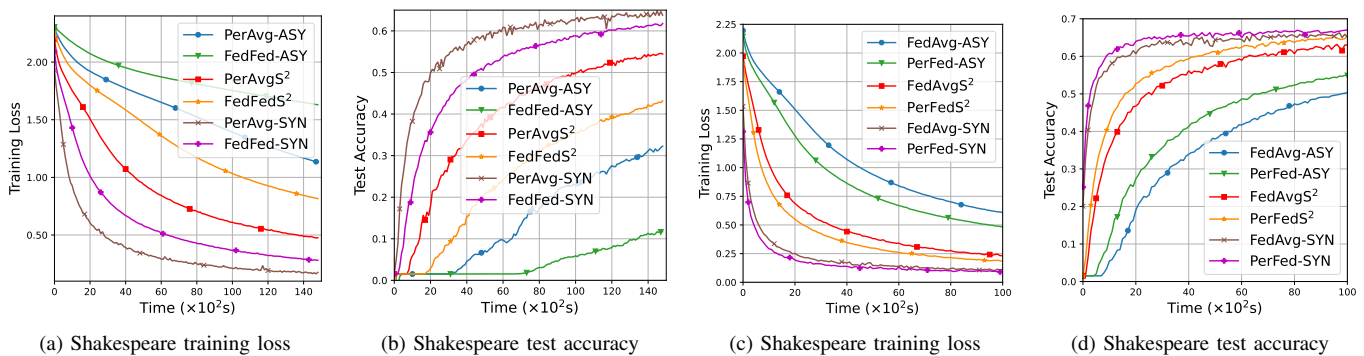 Training Loss
2.00
1.50
1.00
0.50
0 20 40 60 80 100 120 140
Time (×10²s)
PerAvg-ASY
FedFed-ASY
PerAvgS²
FedFedS²
PerAvg-SYN
FedFed-SYN
(a) Shakespeare training loss
Test Accuracy
0.6
0.5
0.4
0.3
0.2
0.1
0.0
0 20 40 60 80 100 120 140
Time (×10²s)
PerAvg-ASY
FedFed-ASY
PerAvgS²
FedFedS²
PerAvg-SYN
FedFed-SYN
(b) Shakespeare test accuracy
Training Loss
2.25
2.00
1.75
1.50
1.25
1.00
0.75
0.50
0.25
0.00
0 20 40 60 80 100
Time (×10²s)
FedAvg-ASY
PerFed-ASY
FedAvgS²
PerFedS²
FedAvg-SYN
PerFed-SYN
(c) Shakespeare training loss
Test Accuracy
0.7
0.6
0.5
0.4
0.3
0.2
0.1
0.0
0 20 40 60 80 100
Time (×10²s)
FedAvg-ASY
PerFed-ASY
FedAvgS²
PerFedS²
FedAvg-SYN
PerFed-SYN
(d) Shakespeare test accuracy